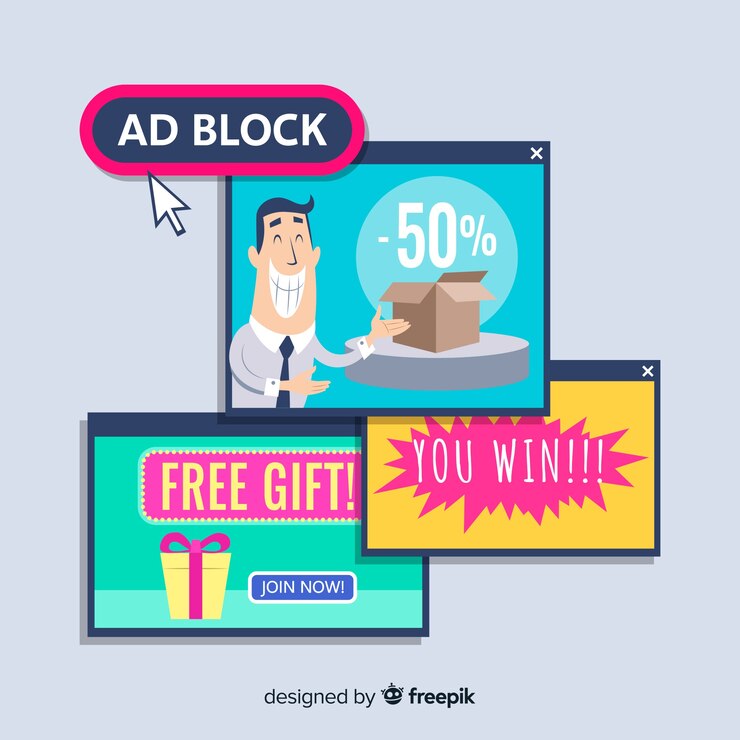 AD BLOCK
-50%
FREE GIFT!
YOU WIN!!!
JOIN NOW!
designed by freepik